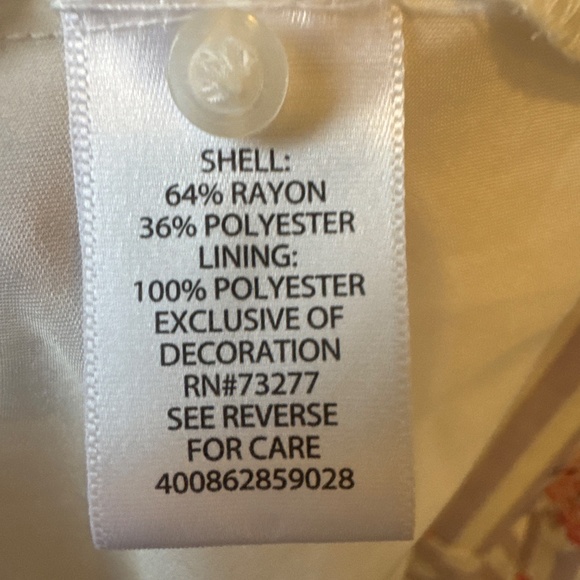 SHELL:
64% RAYON
36% POLYESTER
LINING:
100% POLYESTER
EXCLUSIVE OF
DECORATION
RN#73277
SEE REVERSE
FOR CARE
400862859028